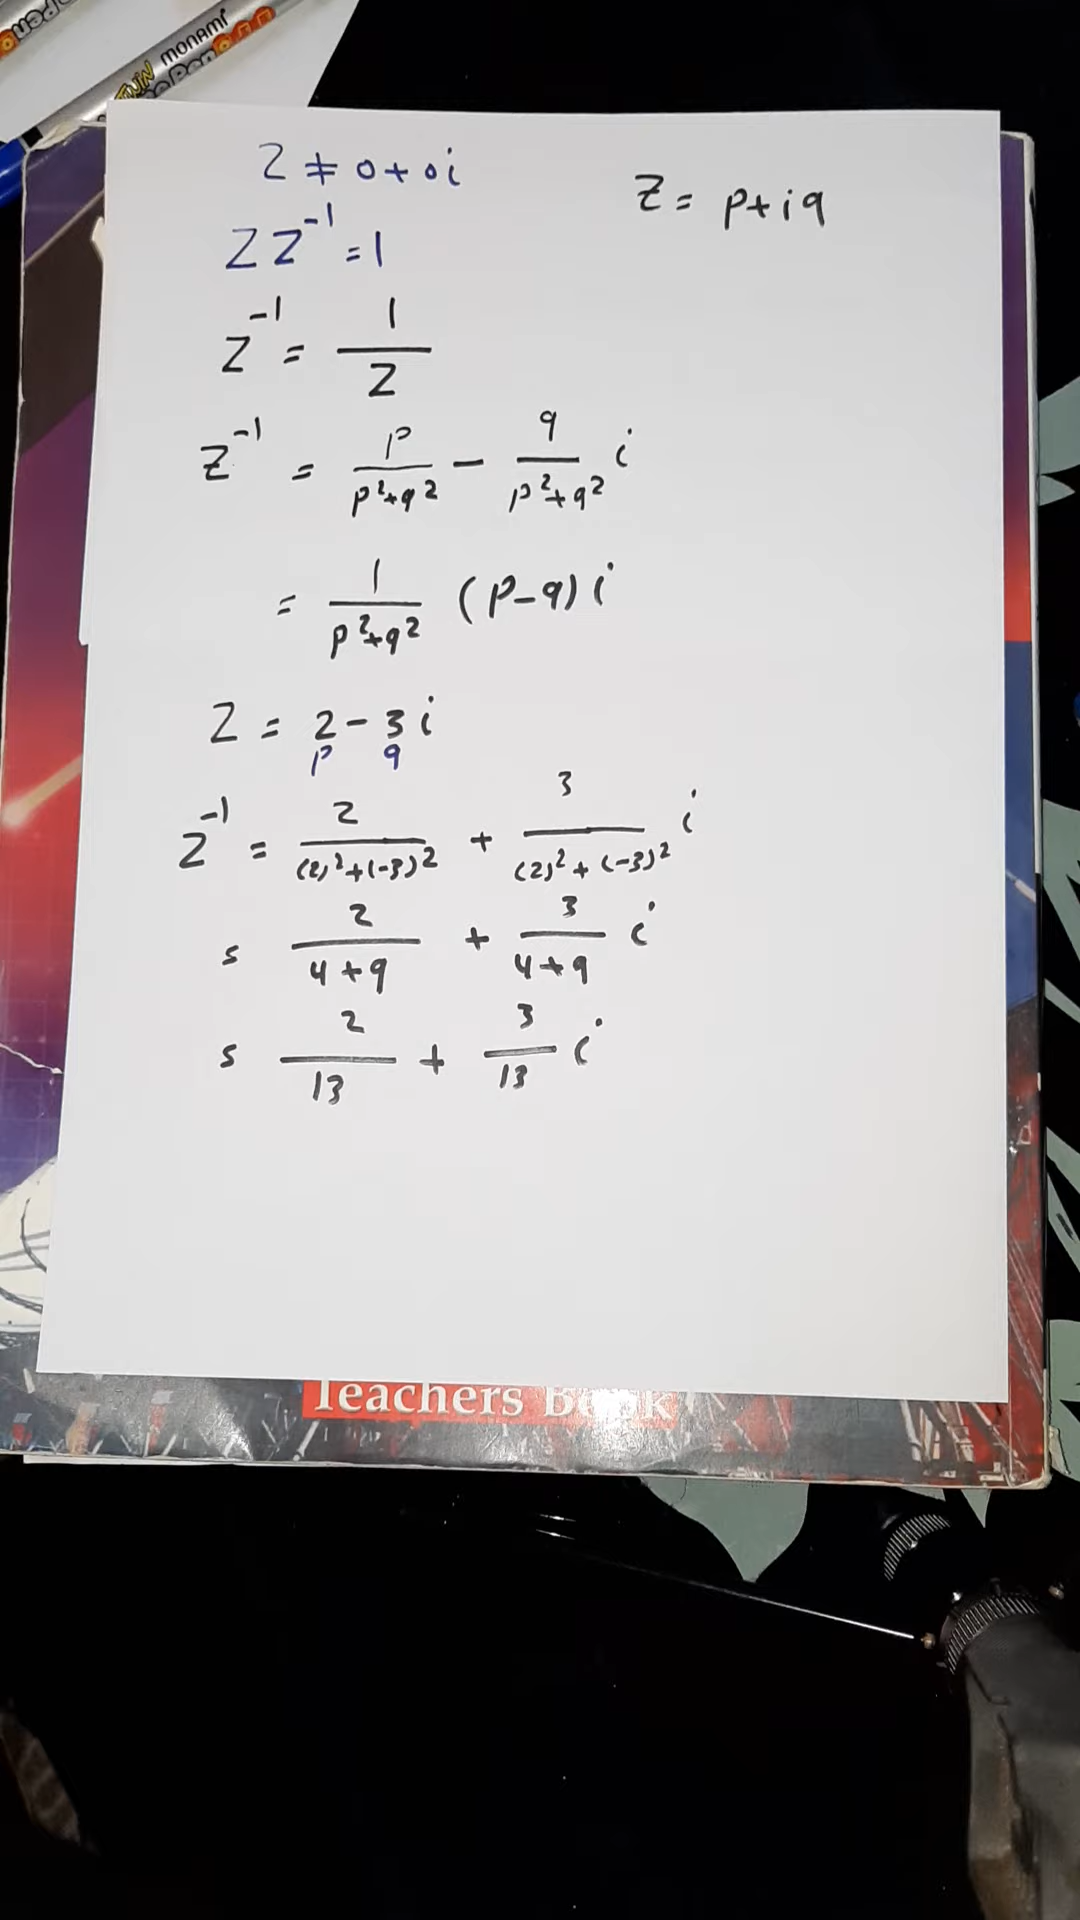 TWIN MONAMI
Z ≠ 0 + 0i
Z = p + iq
Z Z⁻¹ = 1
Z⁻¹ = 1/Z
Z⁻¹ = p/(p²+q²) - q/(p²+q²) i
= 1/(p²+q²) (p-q) i
Z = 2 - 3i
p q
Z⁻¹ = 2/((2)²+(-3)²) + 3/((2)²+(-3)²) i
= 2/(4+9) + 3/(4+9) i
= 2/13 + 3/13 i
Teachers Book